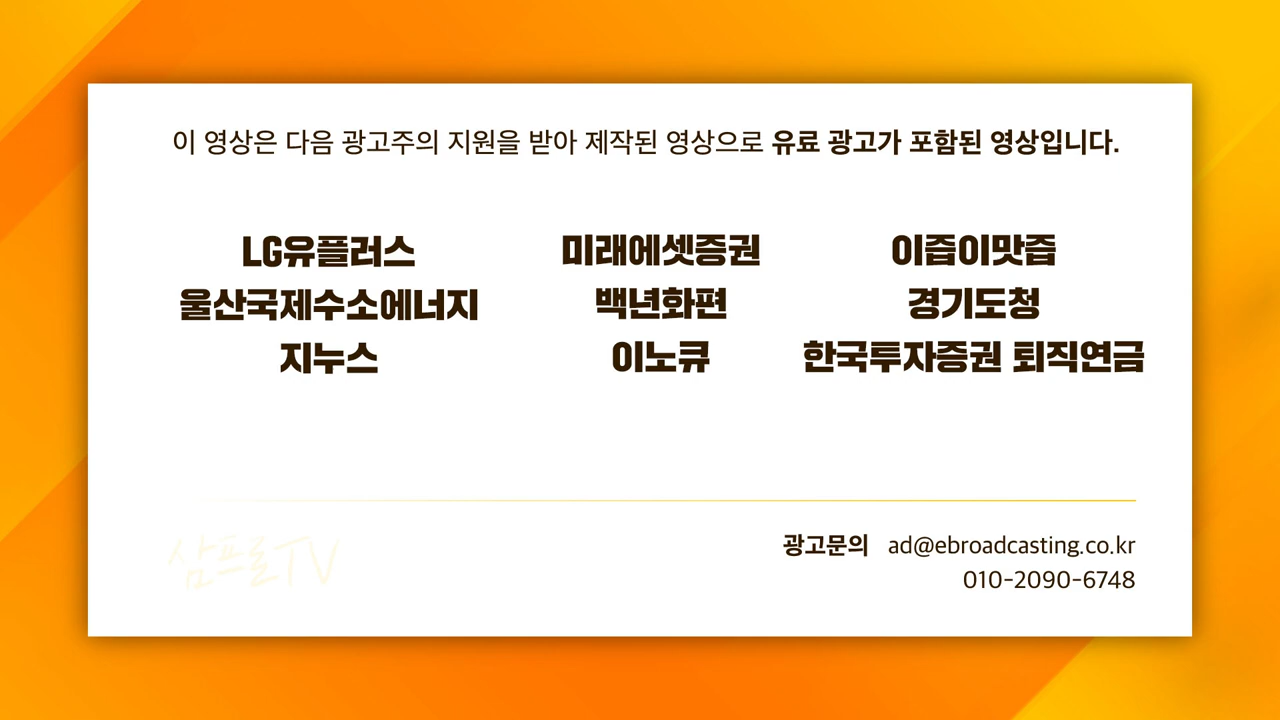 이 영상은 다음 광고주의 지원을 받아 제작된 영상으로 유료 광고가 포함된 영상입니다.
LG유플러스 미래에셋증권 이즙이맛즙
울산국제수소에너지 백년화편 경기도청
지누스 이노큐 한국투자증권 퇴직연금
삼프로TV
광고문의 ad@ebroadcasting.co.kr
010-2090-6748